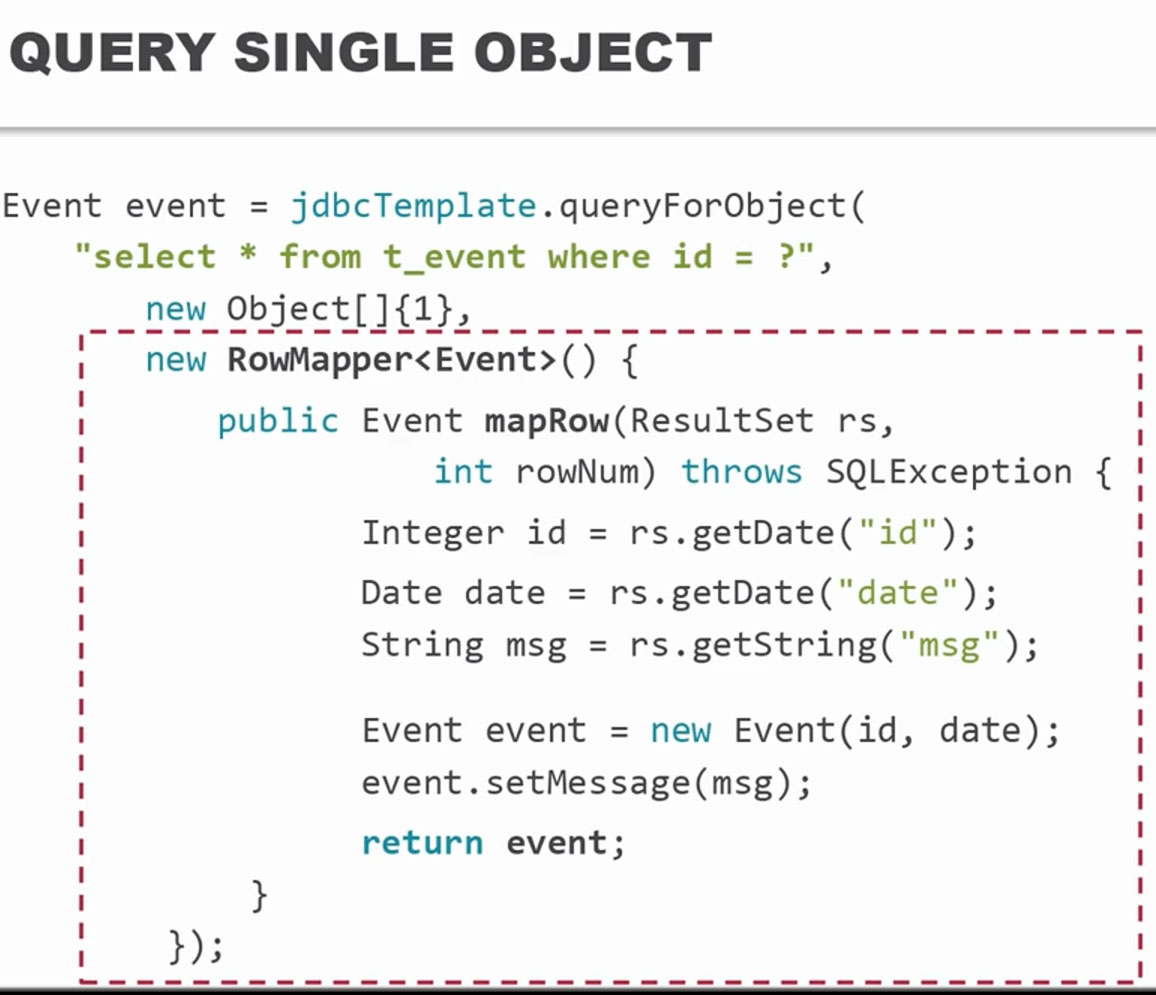 QUERY SINGLE OBJECT
Event event = jdbcTemplate.queryForObject(
"select * from t_event where id = ?",
new Object[]{1},
new RowMapper<Event>() {
public Event mapRow(ResultSet rs,
int rowNum) throws SQLException {
Integer id = rs.getDate("id");
Date date = rs.getDate("date");
String msg = rs.getString("msg");
Event event = new Event(id, date);
event.setMessage(msg);
return event;
}
});